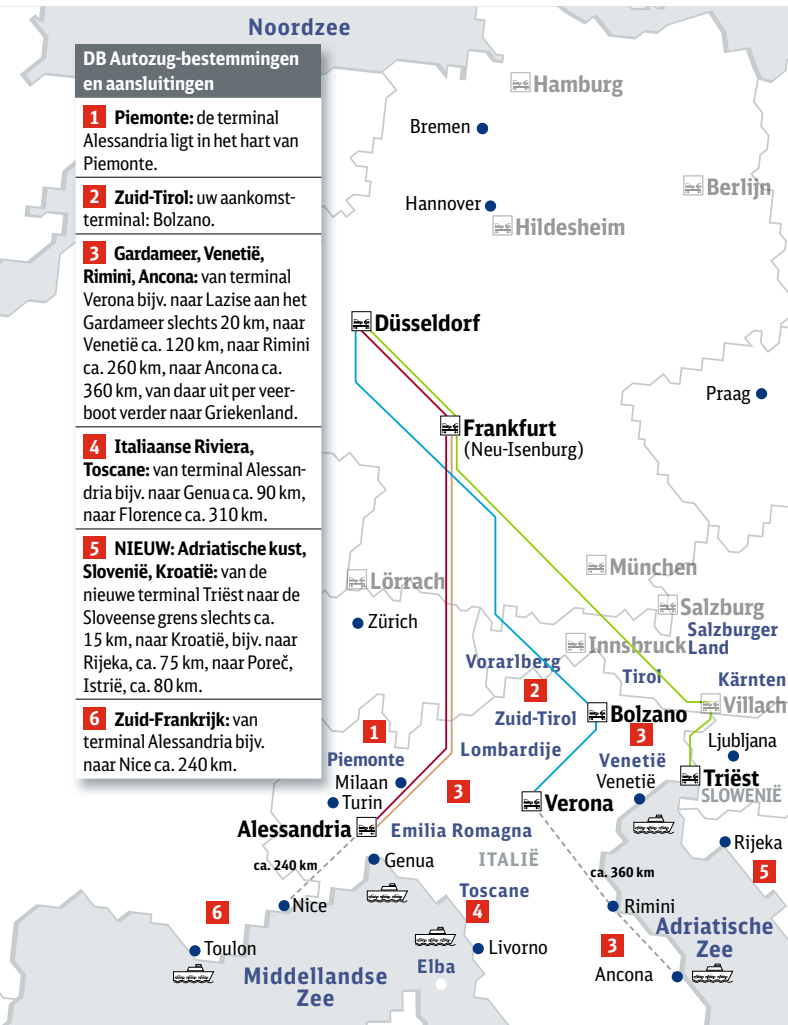 Noordzee
DB Autozug-bestemmingen
en aansluitingen
1 Piemonte: de terminal
Alessandria ligt in het hart van
Piemonte.
2 Zuid-Tirol: uw aankomst-
terminal: Bolzano.
3 Gardameer, Venetië,
Rimini, Ancona: van terminal
Verona bijv. naar Lazise aan het
Gardameer slechts 20 km, naar
Venetië ca. 120 km, naar Rimini
ca. 260 km, naar Ancona ca.
360 km, van daar uit per veer-
boot verder naar Griekenland.
4 Italiaanse Riviera,
Toscane: van terminal Alessan-
dria bijv. naar Genua ca. 90 km,
naar Florence ca. 310 km.
5 NIEUW: Adriatische kust,
Slovenië, Kroatië: van de
nieuwe terminal Triëst naar de
Sloveense grens slechts ca.
15 km, naar Kroatië, bijv. naar
Rijeka, ca. 75 km, naar Poreč,
Istrië, ca. 80 km.
6 Zuid-Frankrijk: van
terminal Alessandria bijv.
naar Nice ca. 240 km.
Hamburg
Bremen
Berlijn
Hannover
Hildesheim
Düsseldorf
Praag
Frankfurt
(Neu-Isenburg)
München
Lörrach
Salzburg
Zürich
Salzburger
Land
Innsbruck
Vorarlberg
Tirol
Kärnten
2
Zuid-Tirol
Bolzano
Villach
1
3
Ljubljana
Piemonte
Lombardije
Venetië
Venetië
Milaan
Triëst
SLOWENIË
3
Turin
Verona
Alessandria
Emilia Romagna
Rijeka
Genua
ITALIË
ca. 240 km
ca. 360 km
5
Toscane
6
Nice
4
Rimini
Adriatische
Zee
Toulon
Livorno
3
Middellandse
Zee
Elba
Ancona